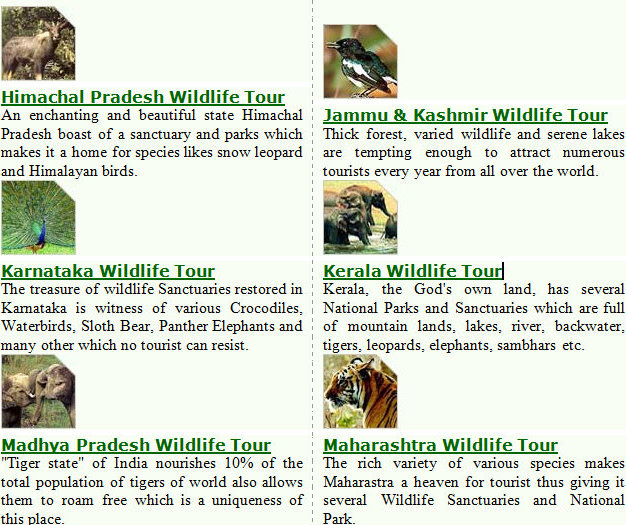 Himachal Pradesh Wildlife Tour
An enchanting and beautiful state Himachal
Pradesh boast of a sanctuary and parks which
makes it a home for species likes snow leopard
and Himalayan birds.
Jammu & Kashmir Wildlife Tour
Thick forest, varied wildlife and serene lakes
are tempting enough to attract numerous
tourists every year from all over the world.
Karnataka Wildlife Tour
The treasure of wildlife Sanctuaries restored in
Karnataka is witness of various Crocodiles,
Waterbirds, Sloth Bear, Panther Elephants and
many other which no tourist can resist.
Kerala Wildlife Tour
Kerala, the God's own land, has several
National Parks and Sanctuaries which are full
of mountain lands, lakes, river, backwater,
tigers, leopards, elephants, sambhars etc.
Madhya Pradesh Wildlife Tour
"Tiger state" of India nourishes 10% of the
total population of tigers of world also allows
them to roam free which is a uniqueness of
this place.
Maharashtra Wildlife Tour
The rich variety of various species makes
Maharastra a heaven for tourist thus giving it
several Wildlife Sanctuaries and National
Park.